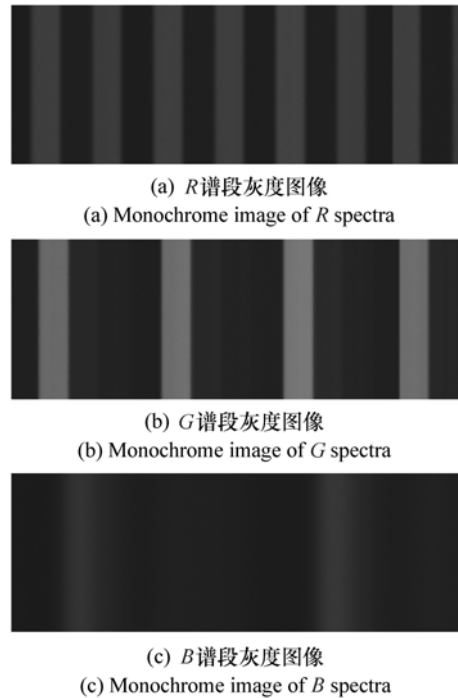 (a) R谱段灰度图像
(a) Monochrome image of R spectra
(b) G谱段灰度图像
(b) Monochrome image of G spectra
(c) B谱段灰度图像
(c) Monochrome image of B spectra